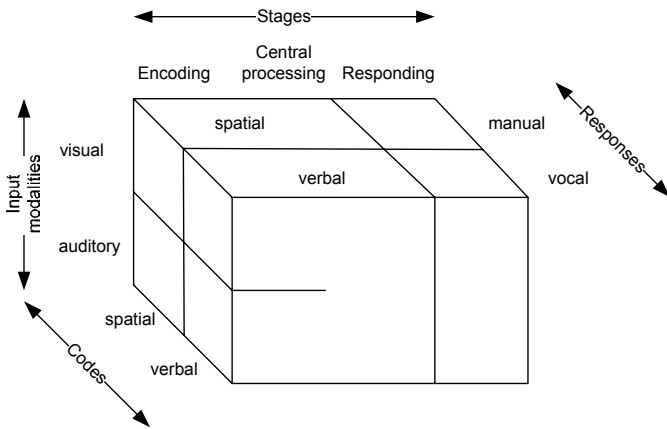 Stages
Central
Encoding processing Responding
spatial
manual
Responses
visual
verbal
vocal
Input
modalities
auditory
spatial
verbal
Codes